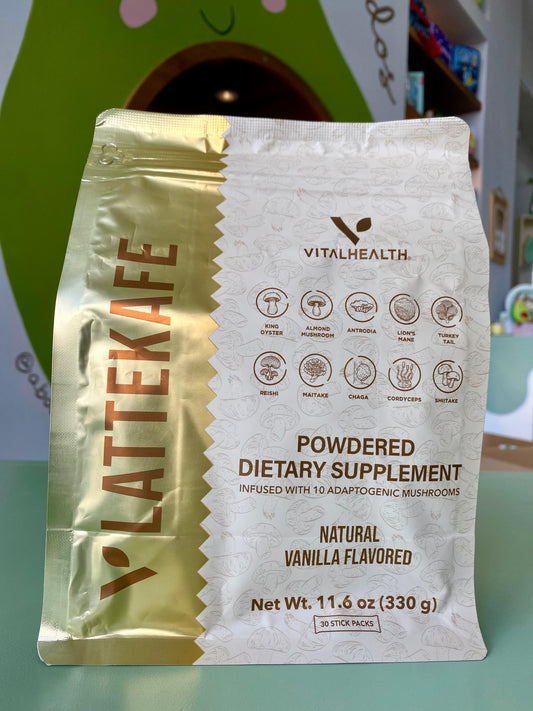 LATTEKAFE
VITALHEALTH®
KING
OYSTER
ALMOND
MUSHROOM
ANTRODIA
LION'S
MANE
TURKEY
TAIL
REISHI
MAITAKE
CHAGA
CORDYCEPS
SHIITAKE
POWDERED
DIETARY SUPPLEMENT
INFUSED WITH 10 ADAPTOGENIC MUSHROOMS
NATURAL
VANILLA FLAVORED
Net Wt. 11.6 oz (330 g)
30 STICK PACKS